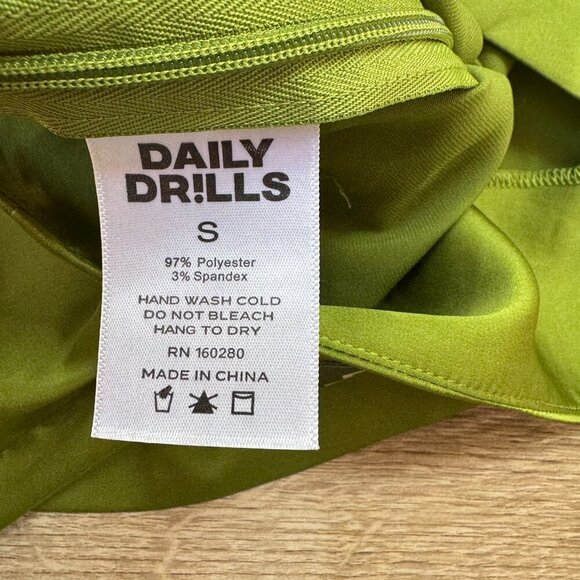 DAILY
DR!LLS
S
97% Polyester
3% Spandex
HAND WASH COLD
DO NOT BLEACH
HANG TO DRY
RN 160280
MADE IN CHINA